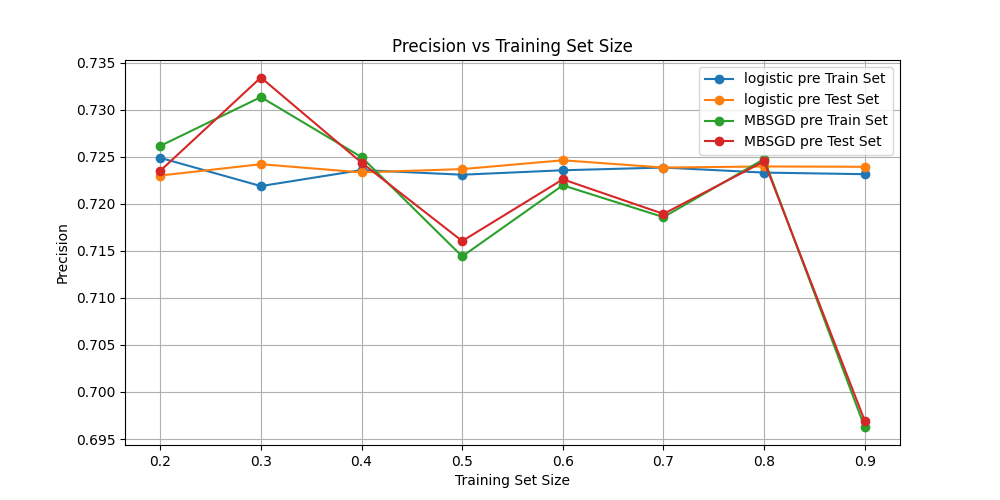 Precision vs Training Set Size
logistic pre Train Set
logistic pre Test Set
MBSGD pre Train Set
MBSGD pre Test Set
Precision
0.735
0.730
0.725
0.720
0.715
0.710
0.705
0.700
0.695
0.2 0.3 0.4 0.5 0.6 0.7 0.8 0.9
Training Set Size